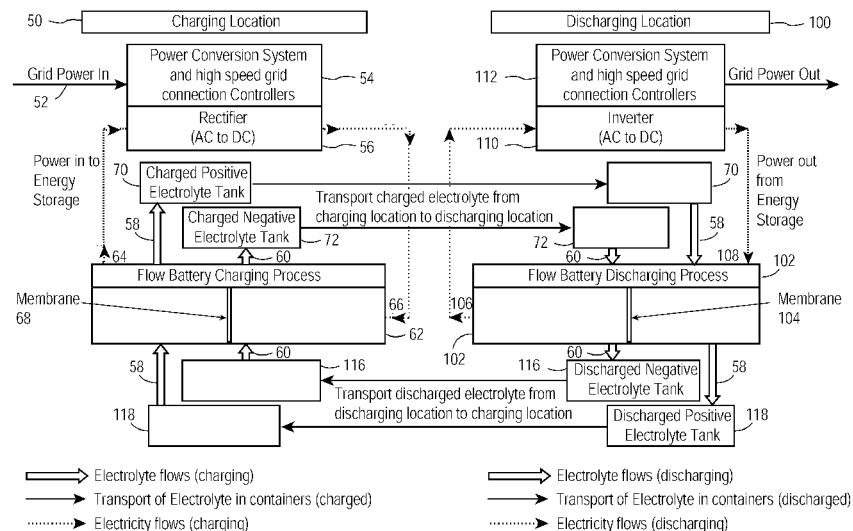 50
Charging Location
Discharging Location
100
Grid Power In
52
Power Conversion System
and high speed grid
connection Controllers
54
Rectifier
(AC to DC)
56
112
Power Conversion System
and high speed grid
connection Controllers
Grid Power Out
Inverter
(AC to DC)
110
Power in to
Energy
Storage
70
Charged Positive
Electrolyte Tank
Transport charged electrolyte from
charging location to discharging location
70
Power out
from
Energy
Storage
58
Charged Negative
Electrolyte Tank
72
72
58
64
60
60
108
Flow Battery Charging Process
Flow Battery Discharging Process
102
Membrane
68
66
62
106
102
Membrane
104
58
60
116
116
60
Discharged Negative
Electrolyte Tank
58
Transport discharged electrolyte from
discharging location to charging location
118
Discharged Positive
Electrolyte Tank
118
Electrolyte flows (charging)
Transport of Electrolyte in containers (charged)
Electricity flows (charging)
Electrolyte flows (discharging)
Transport of Electrolyte in containers (discharged)
Electricity flows (discharging)